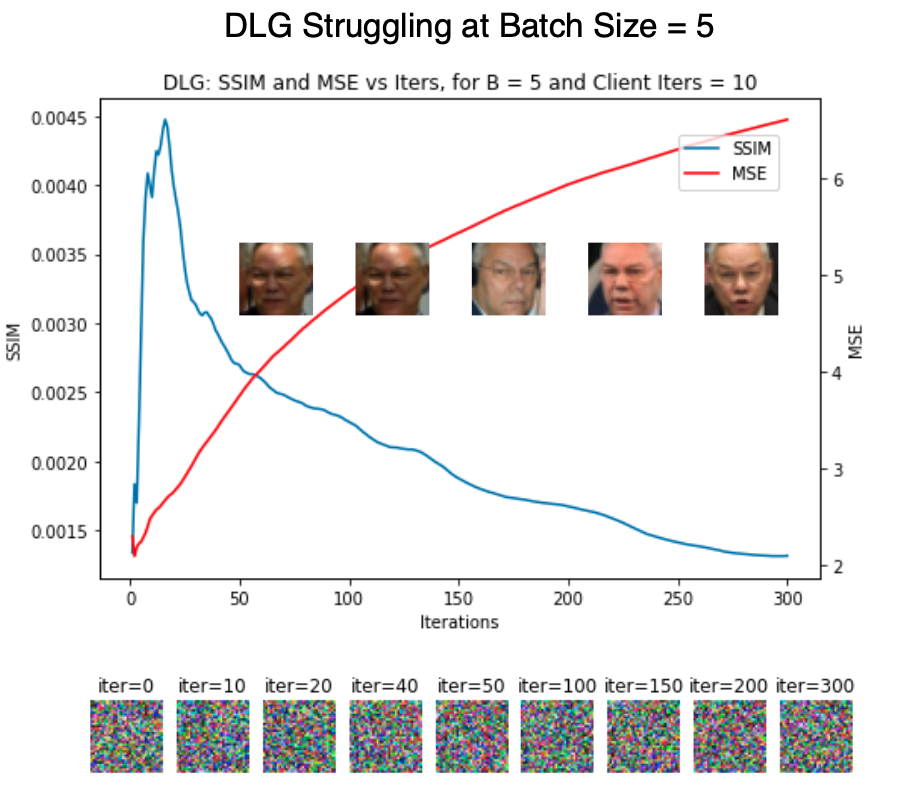 DLG Struggling at Batch Size = 5
DLG: SSIM and MSE vs Iters, for B = 5 and Client Iters = 10
0.0045
0.0040
0.0035
0.0030
0.0025
0.0020
0.0015
SSIM
SSIM
MSE
6
5
4
3
2
MSE
0 50 100 150 200 250 300
Iterations
iter=0 iter=10 iter=20 iter=40 iter=50 iter=100 iter=150 iter=200 iter=300